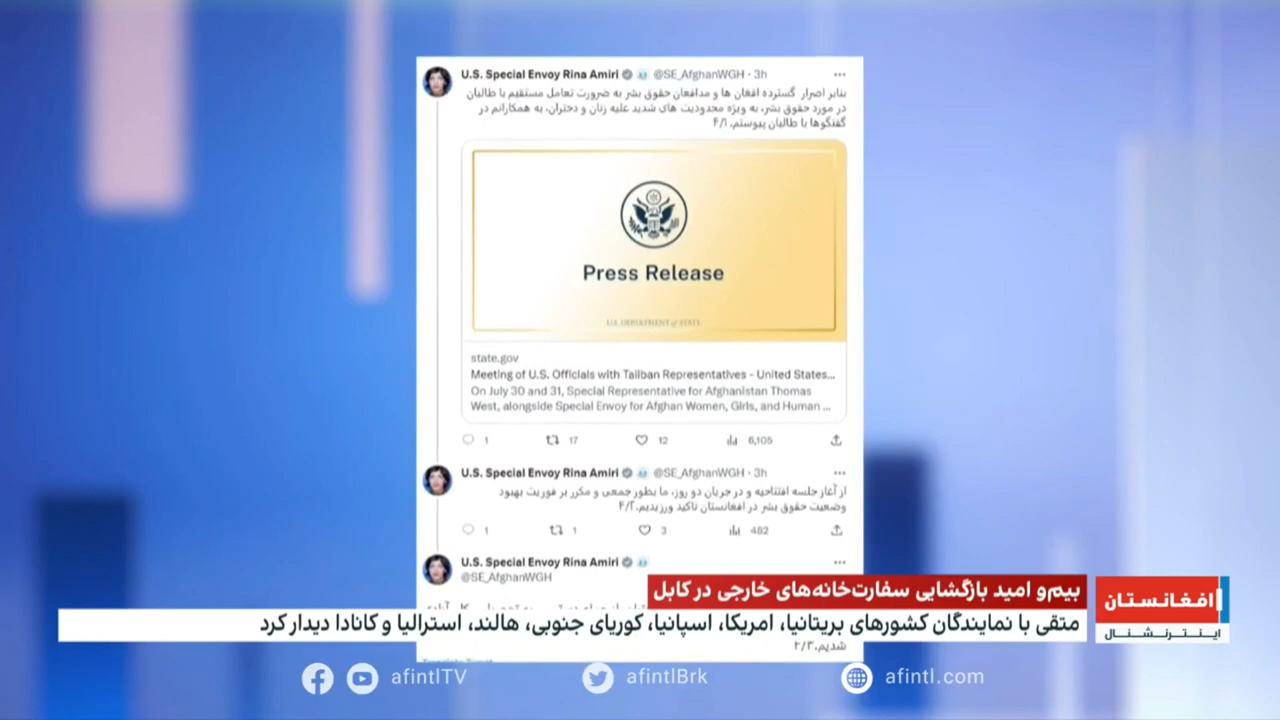 U.S. Special Envoy Rina Amiri @SE_AfghanWGH · 3h
بنابر اصرار گسترده افغان ها و مدافعان حقوق بشر به ضرورت تعامل مستقیم با طالبان
در مورد حقوق بشر، به ویژه محدودیت های شدید علیه زنان و دختران، به همکارانم در
گفتگوها با طالبان پیوستم. ۴/۱
Press Release
U.S. DEPARTMENT of STATE
state.gov
Meeting of U.S. Officials with Taliban Representatives - United States...
On July 30 and 31, Special Representative for Afghanistan Thomas
West, alongside Special Envoy for Afghan Women, Girls, and Human ...
1 17 12 6,105
U.S. Special Envoy Rina Amiri @SE_AfghanWGH · 3h
از آغاز جلسه افتتاحیه و در جریان دو روز، ما بطور جمعی و مکرر بر فوریت بهبود
وضعیت حقوق بشر در افغانستان تاکید ورزیدیم. ۴/۲
1 1 3 482
U.S. Special Envoy Rina Amiri
@SE_AfghanWGH
بیم‌و امید بازگشایی سفارت‌خانه‌های خارجی در کابل
متقی با نمایندگان کشورهای بریتانیا، امریکا، اسپانیا، کوریای جنوبی، هالند، استرالیا و کانادا دیدار کرد
شدیم. ۴/۳
افغانستان
اینترنشنال
afintlTV
afintlBrk
afintl.com